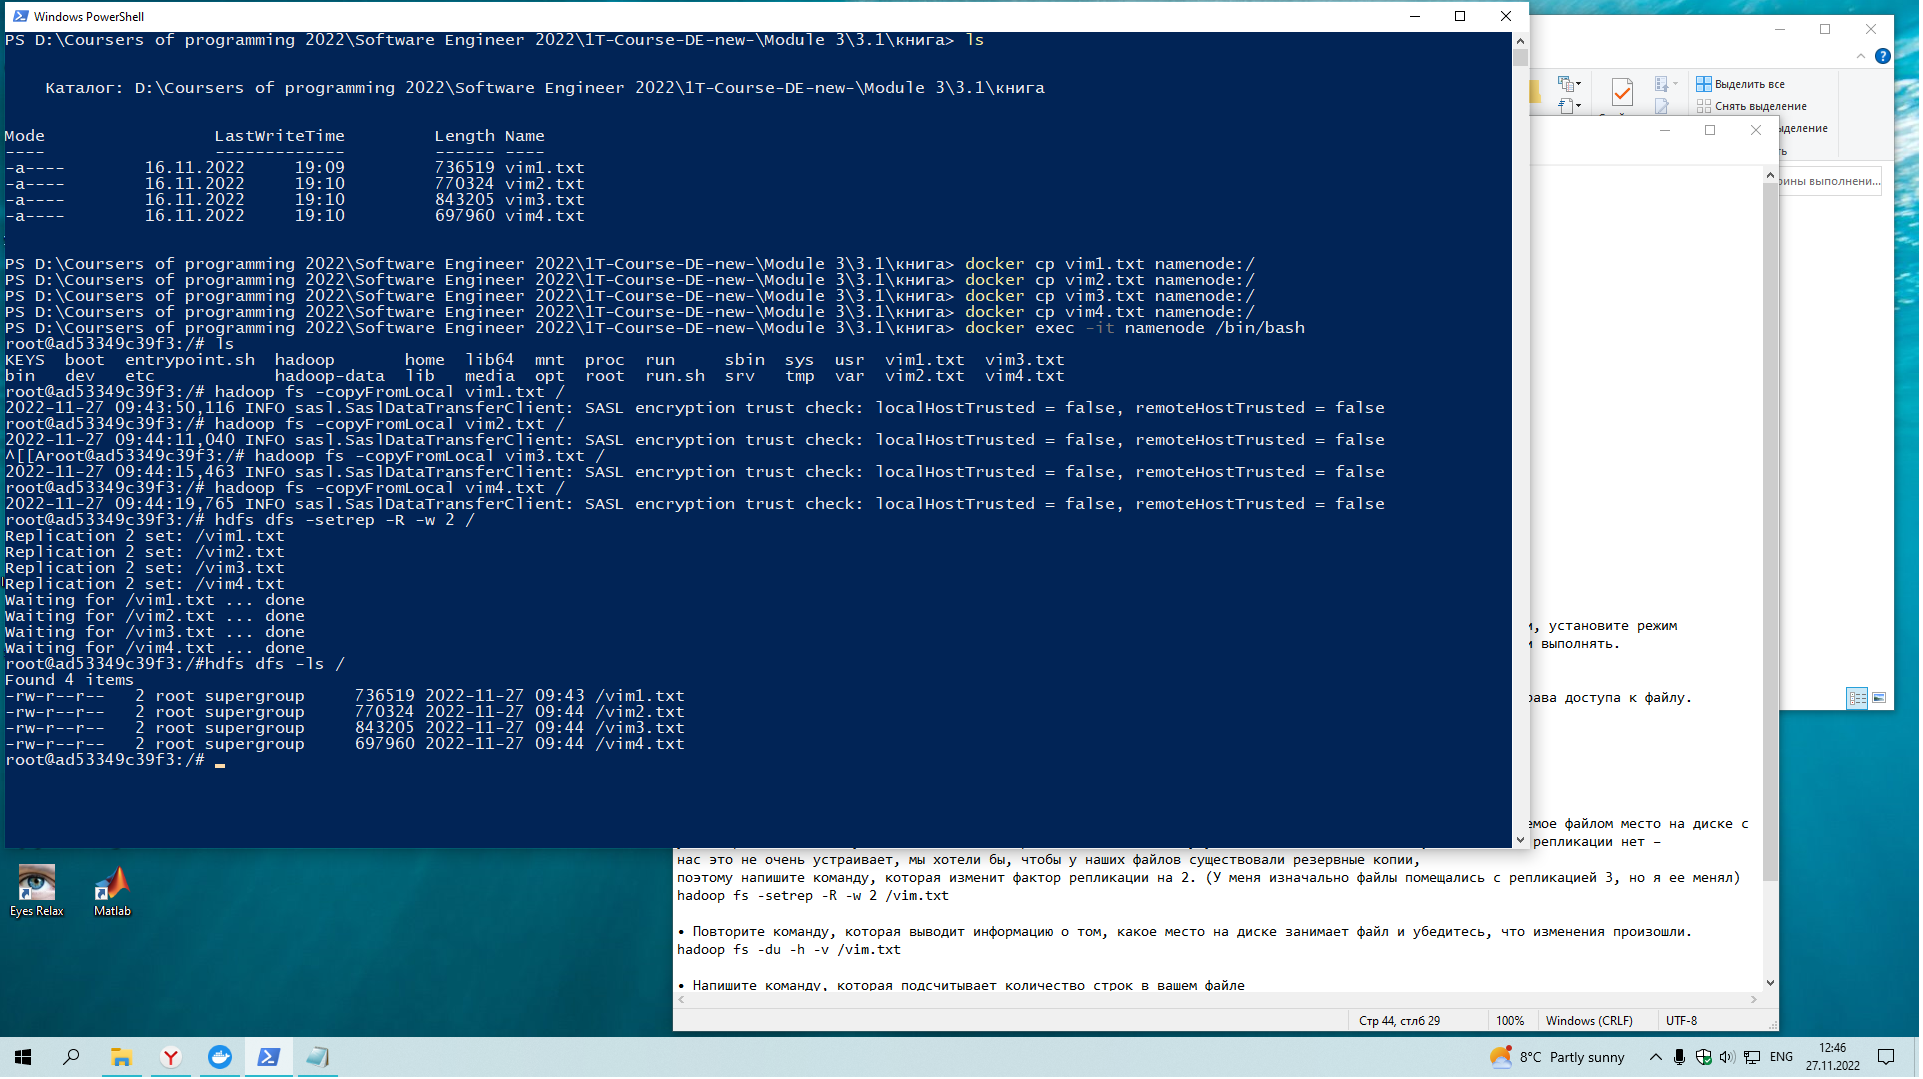 Windows PowerShell
PS D:\Coursers of programming 2022\Software Engineer 2022\1T-Course-DE-new-\Module 3\3.1\книга> ls
Каталог: D:\Coursers of programming 2022\Software Engineer 2022\1T-Course-DE-new-\Module 3\3.1\книга
Mode                 LastWriteTime         Length Name
----                 -------------         ------ ----
-a----        16.11.2022     19:09         736519 vim1.txt
-a----        16.11.2022     19:10         770324 vim2.txt
-a----        16.11.2022     19:10         843205 vim3.txt
-a----        16.11.2022     19:10         697960 vim4.txt
PS D:\Coursers of programming 2022\Software Engineer 2022\1T-Course-DE-new-\Module 3\3.1\книга> docker cp vim1.txt namenode:/
PS D:\Coursers of programming 2022\Software Engineer 2022\1T-Course-DE-new-\Module 3\3.1\книга> docker cp vim2.txt namenode:/
PS D:\Coursers of programming 2022\Software Engineer 2022\1T-Course-DE-new-\Module 3\3.1\книга> docker cp vim3.txt namenode:/
PS D:\Coursers of programming 2022\Software Engineer 2022\1T-Course-DE-new-\Module 3\3.1\книга> docker cp vim4.txt namenode:/
PS D:\Coursers of programming 2022\Software Engineer 2022\1T-Course-DE-new-\Module 3\3.1\книга> docker exec -it namenode /bin/bash
root@ad53349c39f3:/# ls
KEYS  boot  entrypoint.sh  hadoop       home  lib64  mnt  proc  run     sbin  sys  usr  vim1.txt  vim3.txt
bin   dev   etc            hadoop-data  lib   media  opt  root  run.sh  srv   tmp  var  vim2.txt  vim4.txt
root@ad53349c39f3:/# hadoop fs -copyFromLocal vim1.txt /
2022-11-27 09:43:50,116 INFO sasl.SaslDataTransferClient: SASL encryption trust check: localHostTrusted = false, remoteHostTrusted = false
root@ad53349c39f3:/# hadoop fs -copyFromLocal vim2.txt /
2022-11-27 09:44:11,040 INFO sasl.SaslDataTransferClient: SASL encryption trust check: localHostTrusted = false, remoteHostTrusted = false
^[[Aroot@ad53349c39f3:/# hadoop fs -copyFromLocal vim3.txt /
2022-11-27 09:44:15,463 INFO sasl.SaslDataTransferClient: SASL encryption trust check: localHostTrusted = false, remoteHostTrusted = false
root@ad53349c39f3:/# hadoop fs -copyFromLocal vim4.txt /
2022-11-27 09:44:19,765 INFO sasl.SaslDataTransferClient: SASL encryption trust check: localHostTrusted = false, remoteHostTrusted = false
root@ad53349c39f3:/# hdfs dfs -setrep -R -w 2 /
Replication 2 set: /vim1.txt
Replication 2 set: /vim2.txt
Replication 2 set: /vim3.txt
Replication 2 set: /vim4.txt
Waiting for /vim1.txt ... done
Waiting for /vim2.txt ... done
Waiting for /vim3.txt ... done
Waiting for /vim4.txt ... done
root@ad53349c39f3:/#hdfs dfs -ls /
Found 4 items
-rw-r--r--   2 root supergroup     736519 2022-11-27 09:43 /vim1.txt
-rw-r--r--   2 root supergroup     770324 2022-11-27 09:44 /vim2.txt
-rw-r--r--   2 root supergroup     843205 2022-11-27 09:44 /vim3.txt
-rw-r--r--   2 root supergroup     697960 2022-11-27 09:44 /vim4.txt
root@ad53349c39f3:/#
Выделить все
Снять выделение
ыделение
ть
выполнени...
и, установите режим
выполнять.
рава доступа к файлу.
емое файлом место на диске с
репликации нет –
нас это не очень устраивает, мы хотели бы, чтобы у наших файлов существовали резервные копии,
поэтому напишите команду, которая изменит фактор репликации на 2. (У меня изначально файлы помещались с репликацией 3, но я ее менял)
hadoop fs -setrep -R -w 2 /vim.txt
• Повторите команду, которая выводит информацию о том, какое место на диске занимает файл и убедитесь, что изменения произошли.
hadoop fs -du -h -v /vim.txt
• Напишите команду, которая подсчитывает количество строк в вашем файле
Стр 44, стлб 29
100%
Windows (CRLF)
UTF-8
Eyes Relax
Matlab
8°C Partly sunny
ENG
12:46
27.11.2022